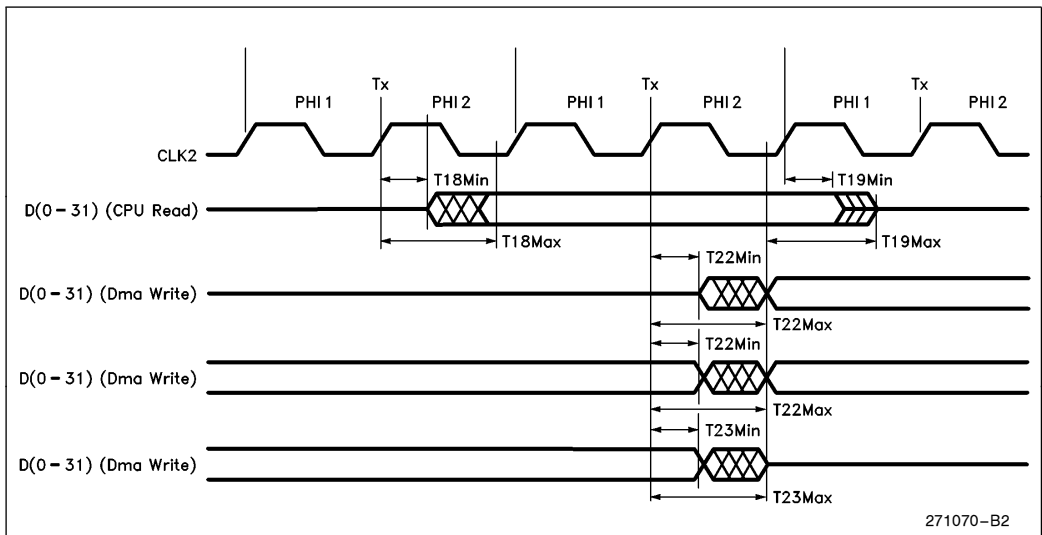 Tx Tx Tx
PHI 1 PHI 2 PHI 1 PHI 2 PHI 1 PHI 2
CLK2
T18Min T19Min
D(0–31) (CPU Read)
T18Max T19Max
T22Min
D(0–31) (Dma Write)
T22Max
T22Min
D(0–31) (Dma Write)
T22Max
T23Min
D(0–31) (Dma Write)
T23Max
271070–B2